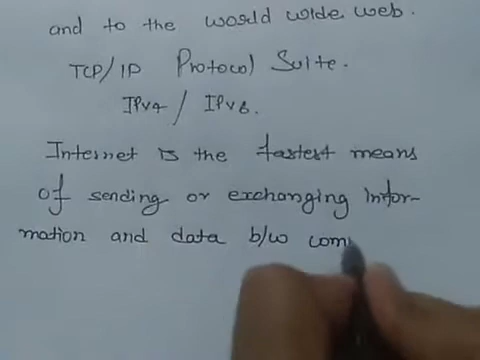 and to the world wide web.
TCP/IP Protocol Suite.
IPv4 / IPv6.
Internet is the fastest means
of sending or exchanging infor-
mation and data b/w com